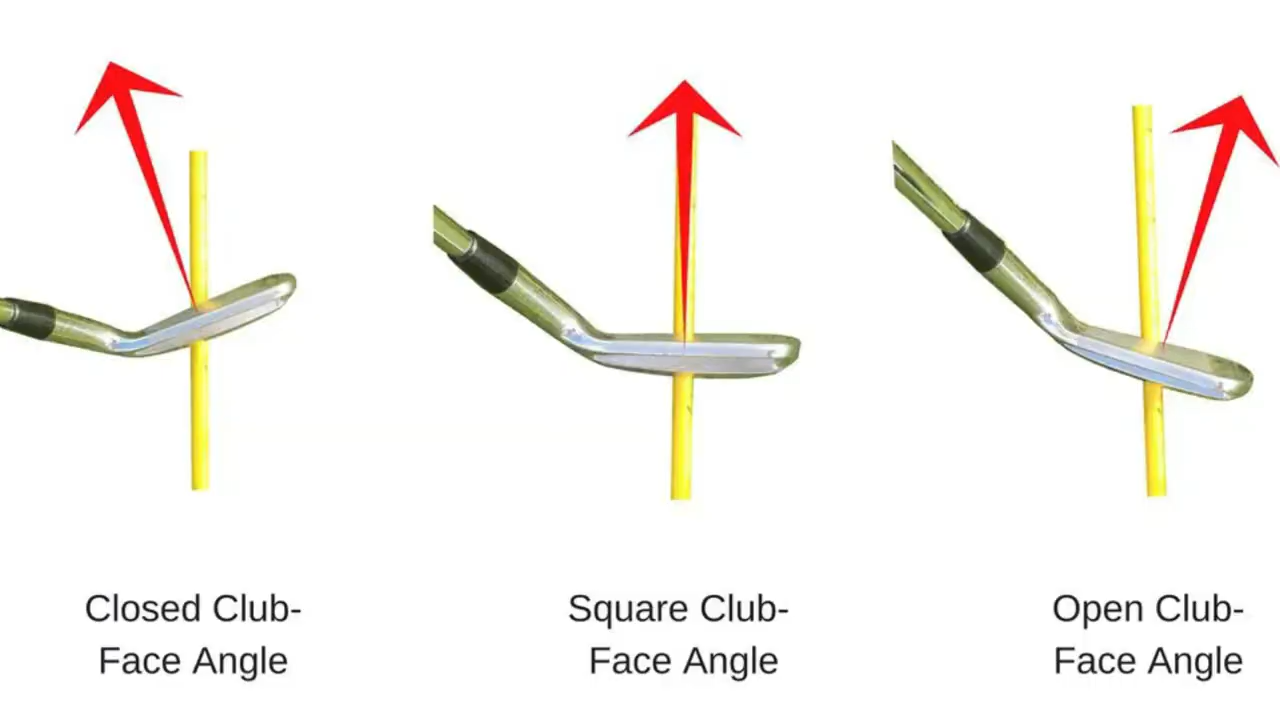 Closed Club-
Face Angle
Square Club-
Face Angle
Open Club-
Face Angle